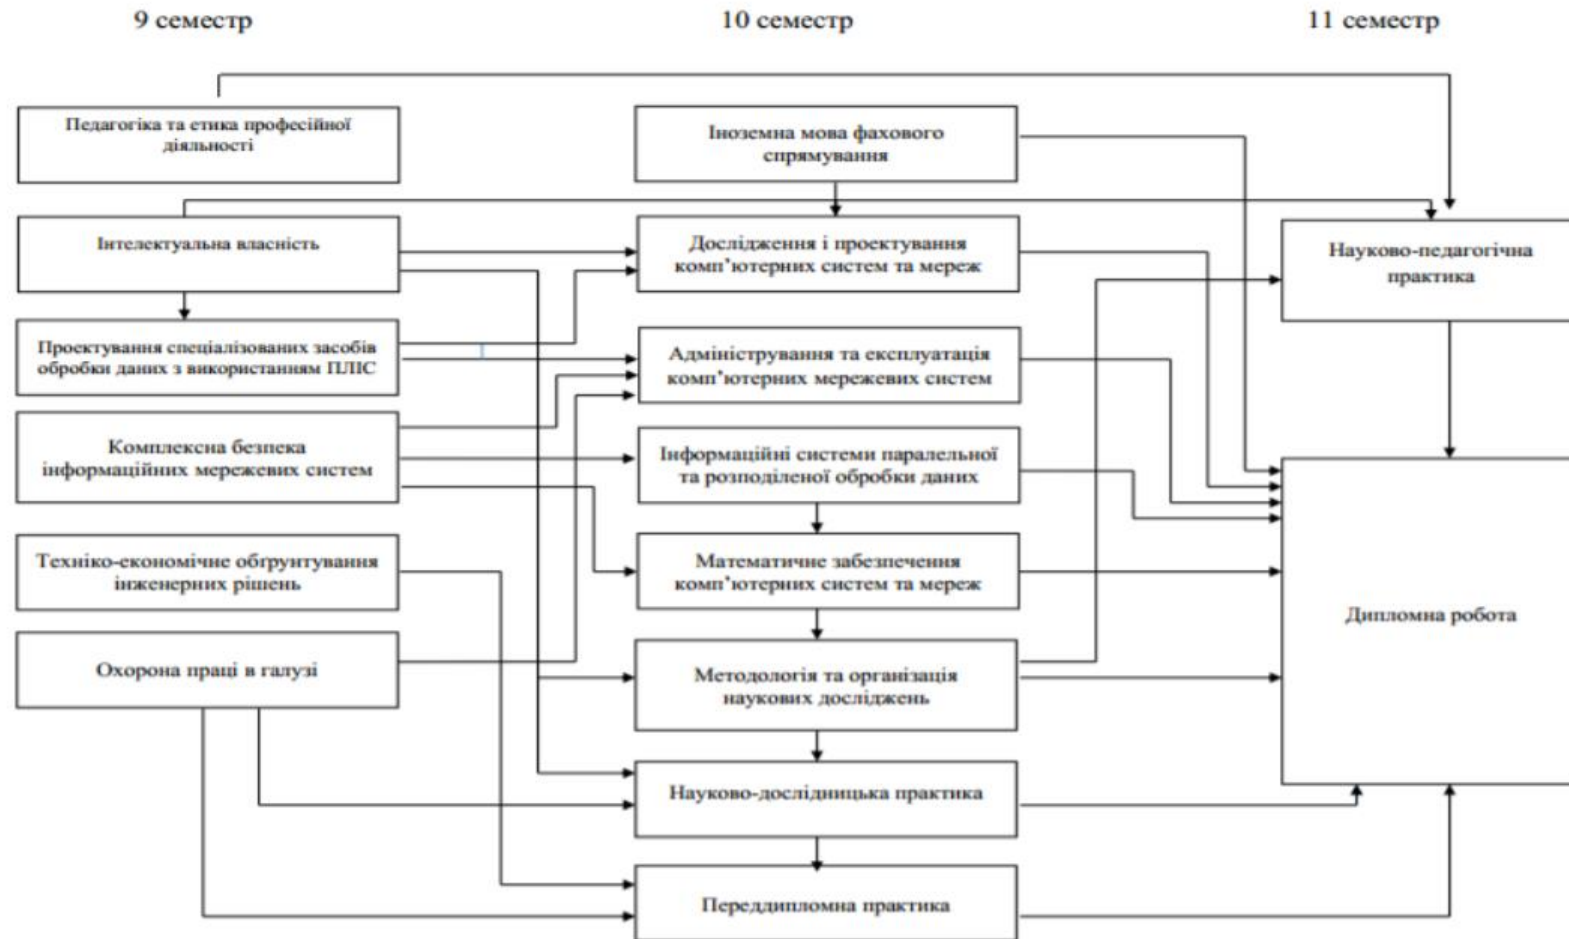 9 семестр
10 семестр
11 семестр
Педагогіка та етика професійної
діяльності
Інтелектуальна власність
Проектування спеціалізованих засобів
обробки даних з використанням ПЛІС
Комплексна безпека
інформаційних мережевих систем
Техніко-економічне обґрунтування
інженерних рішень
Охорона праці в галузі
Іноземна мова фахового
спрямування
Дослідження і проектування
комп’ютерних систем та мереж
Адміністрування та експлуатація
комп’ютерних мережевих систем
Інформаційні системи паралельної
та розподіленої обробки даних
Математичне забезпечення
комп’ютерних систем та мереж
Методологія та організація
наукових досліджень
Науково-дослідницька практика
Переддипломна практика
Науково-педагогічна
практика
Дипломна робота